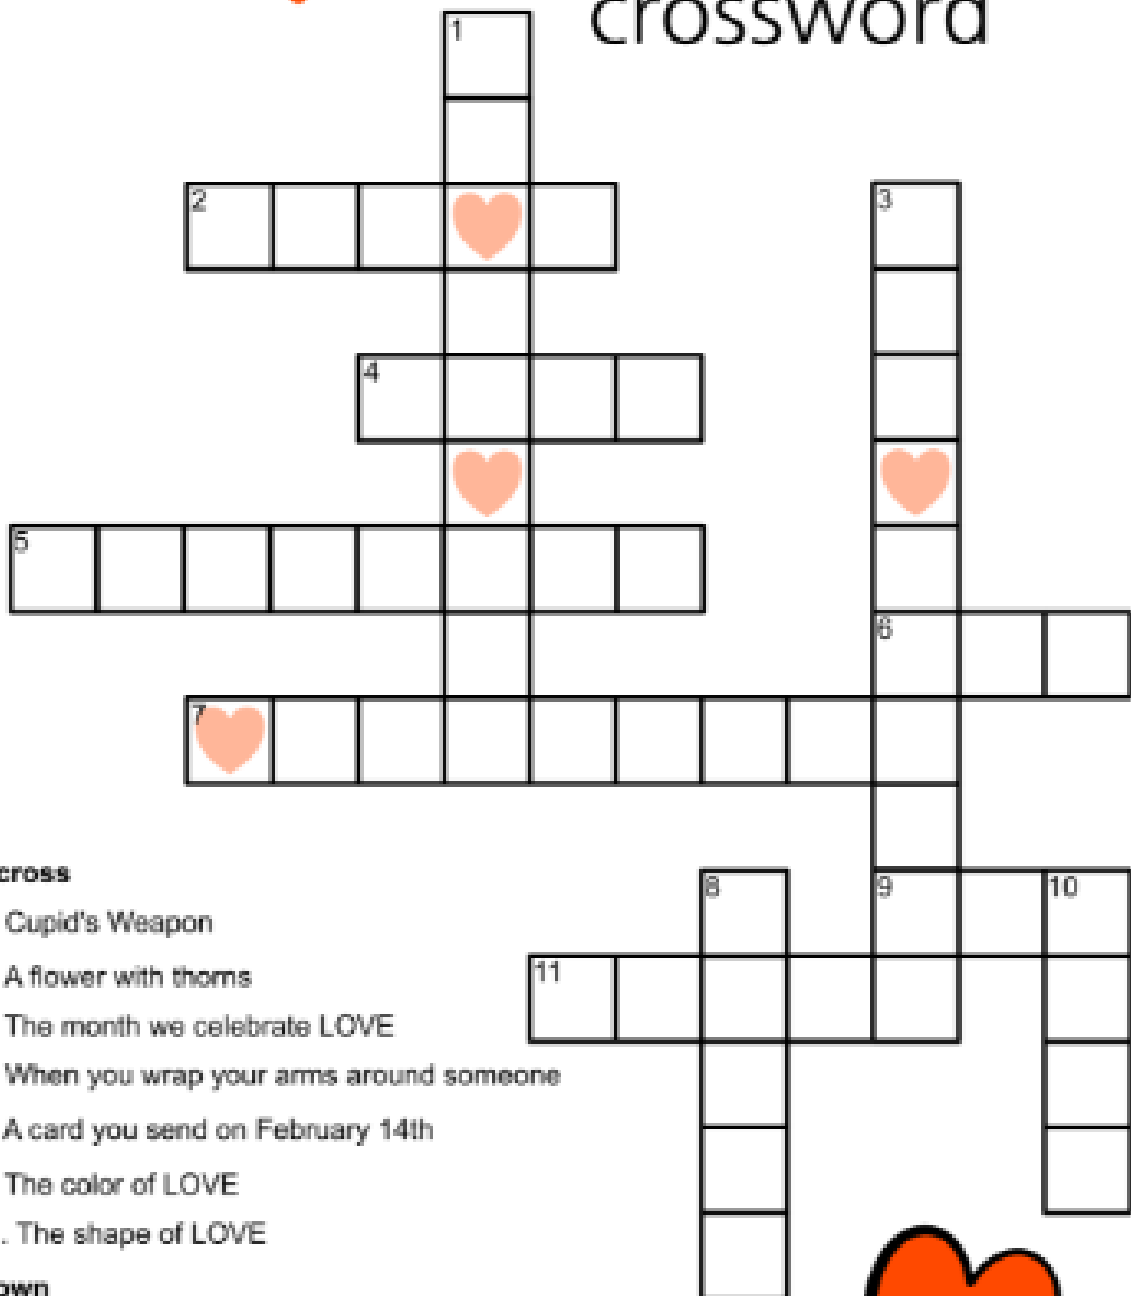 crossword
1
2
3
4
5
6
7
8
9
10
11
cross
Cupid's Weapon
A flower with thorns
The month we celebrate LOVE
When you wrap your arms around someone
A card you send on February 14th
The color of LOVE
. The shape of LOVE
own